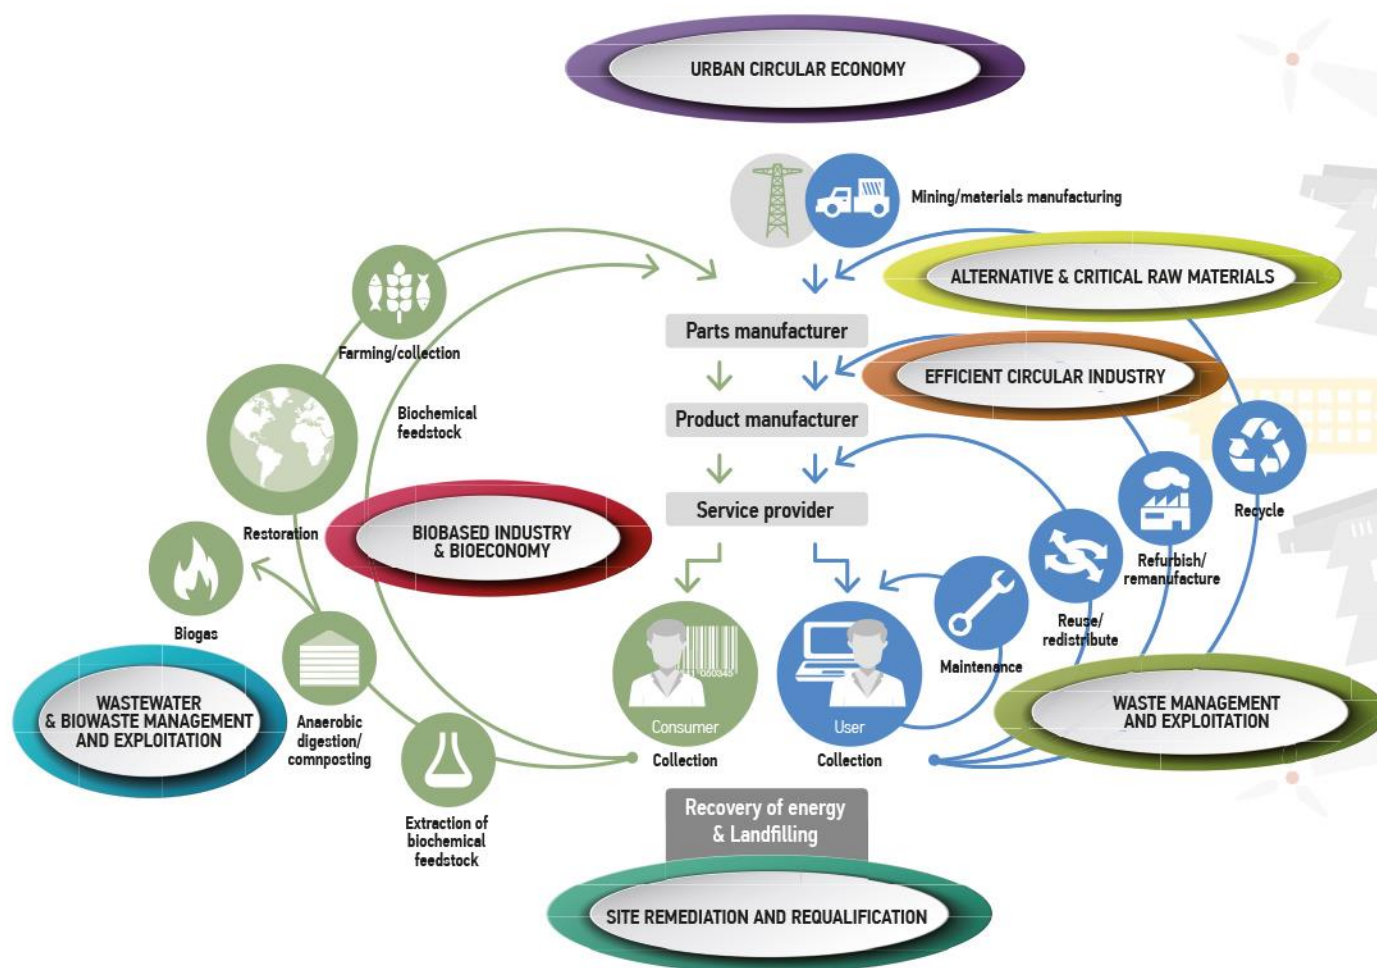 URBAN CIRCULAR ECONOMY
Mining/materials manufacturing
ALTERNATIVE & CRITICAL RAW MATERIALS
Parts manufacturer
Farming/collection
EFFICIENT CIRCULAR INDUSTRY
Biochemical
feedstock
Product manufacturer
Recycle
Service provider
Restoration
BIOBASED INDUSTRY
& BIOECONOMY
Refurbish/
remanufacture
Biogas
Reuse/
redistribute
Maintenance
WASTEWATER
& BIOWASTE MANAGEMENT
AND EXPLOITATION
Anaerobic
digestion/
comnposting
Consumer
User
WASTE MANAGEMENT
AND EXPLOITATION
Collection
Collection
Extraction of
biochemical
feedstock
Recovery of energy
& Landfilling
SITE REMEDIATION AND REQUALIFICATION